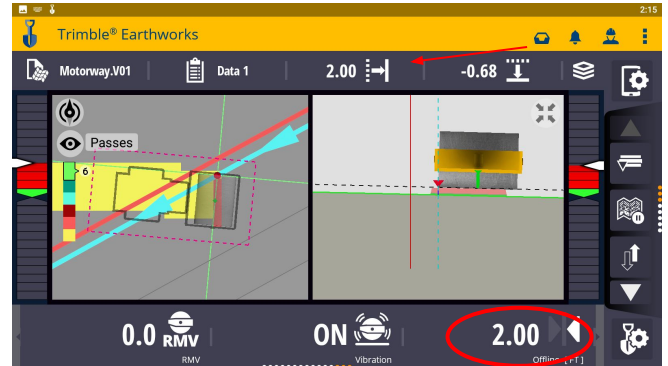 2:15
Trimble® Earthworks
Motorway.V01 Data 1 2.00 -0.68
Passes
6
0.0 RMV ON 2.00
RMV Vibration Offline [FT]